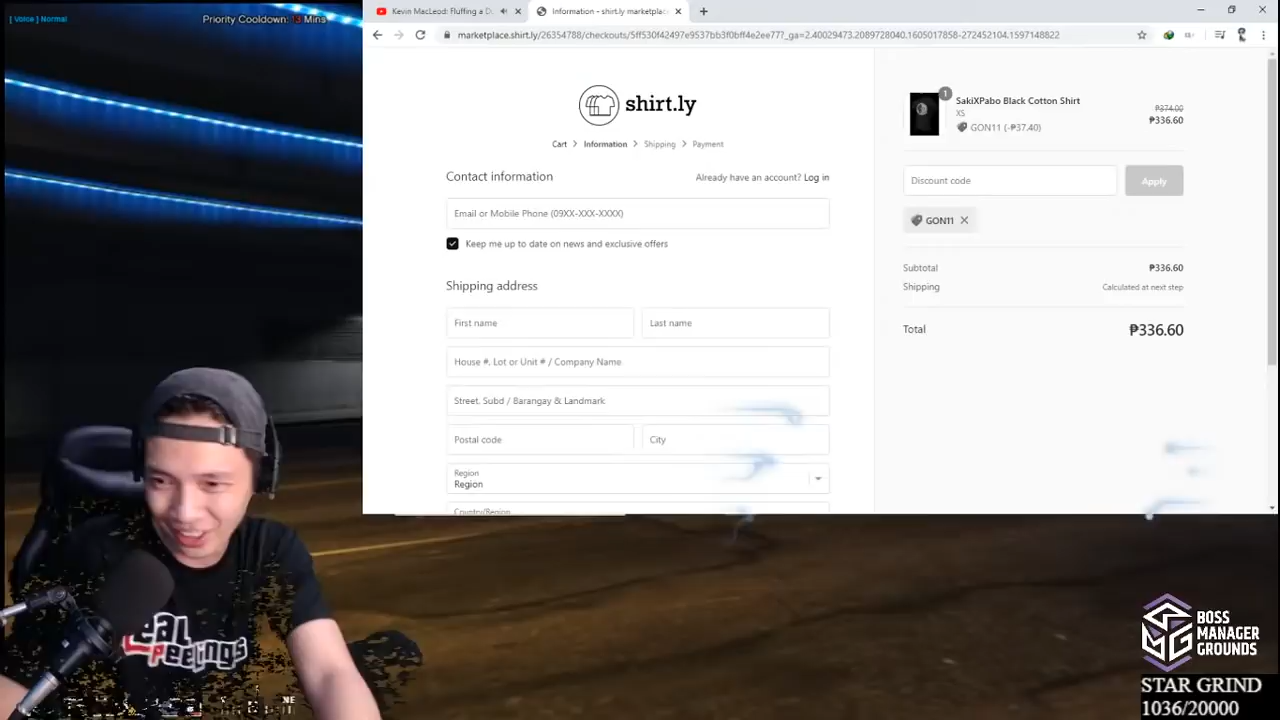 [ Voice ] Normal
Priority Cooldown: 13 Mins
Kevin MacLeod: Fluffing a D
Information - shirt.ly marketplac
marketplace.shirt.ly/26354788/checkouts/5ff530f42497e9537bb3f0bff4e2ee77?_ga=2.40029473.2089728040.1605017858-272452104.1597148822
shirt.ly
Cart > Information > Shipping > Payment
Contact information
Already have an account? Log in
Email or Mobile Phone (09XX-XXX-XXXX)
Keep me up to date on news and exclusive offers
Shipping address
First name
Last name
House #, Lot or Unit # / Company Name
Street, Subd / Barangay & Landmark
Postal code
City
Region
Region
Country/Region
1
SakiXPabo Black Cotton Shirt
XS
GON11 (-₱37.40)
₱374.00
₱336.60
Discount code
Apply
GON11
Subtotal
₱336.60
Shipping
Calculated at next step
Total
₱336.60
Peelings
BOSS
MANAGER
GROUNDS
STAR GRIND
1036/20000